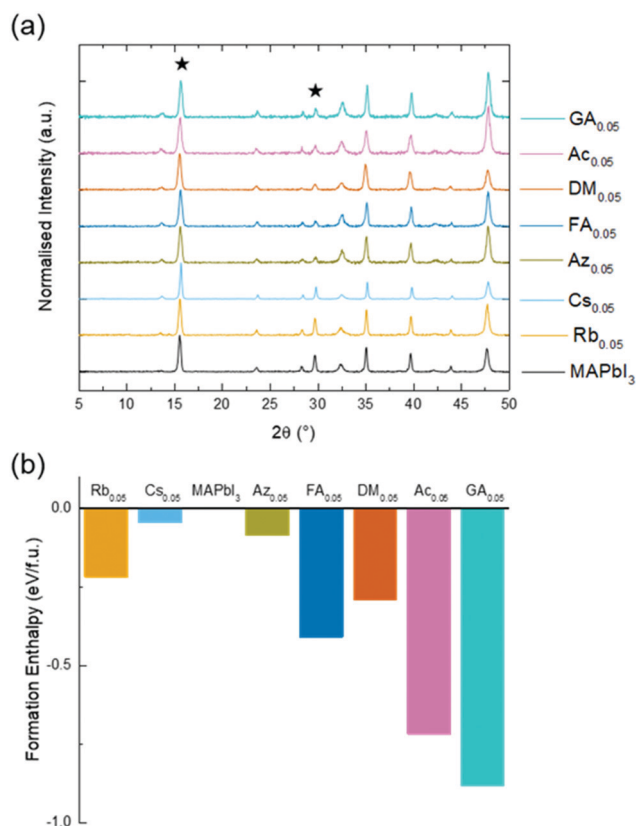 (a)
Normalised Intensity (a.u.)
GA0.05
Ac0.05
DM0.05
FA0.05
Az0.05
Cs0.05
Rb0.05
MAPbI3
5 10 15 20 25 30 35 40 45 50
2θ (°)
(b)
Rb0.05 Cs0.05 MAPbI3 Az0.05 FA0.05 DM0.05 Ac0.05 GA0.05
Formation Enthalpy (eV/f.u.)
0.0
-0.5
-1.0